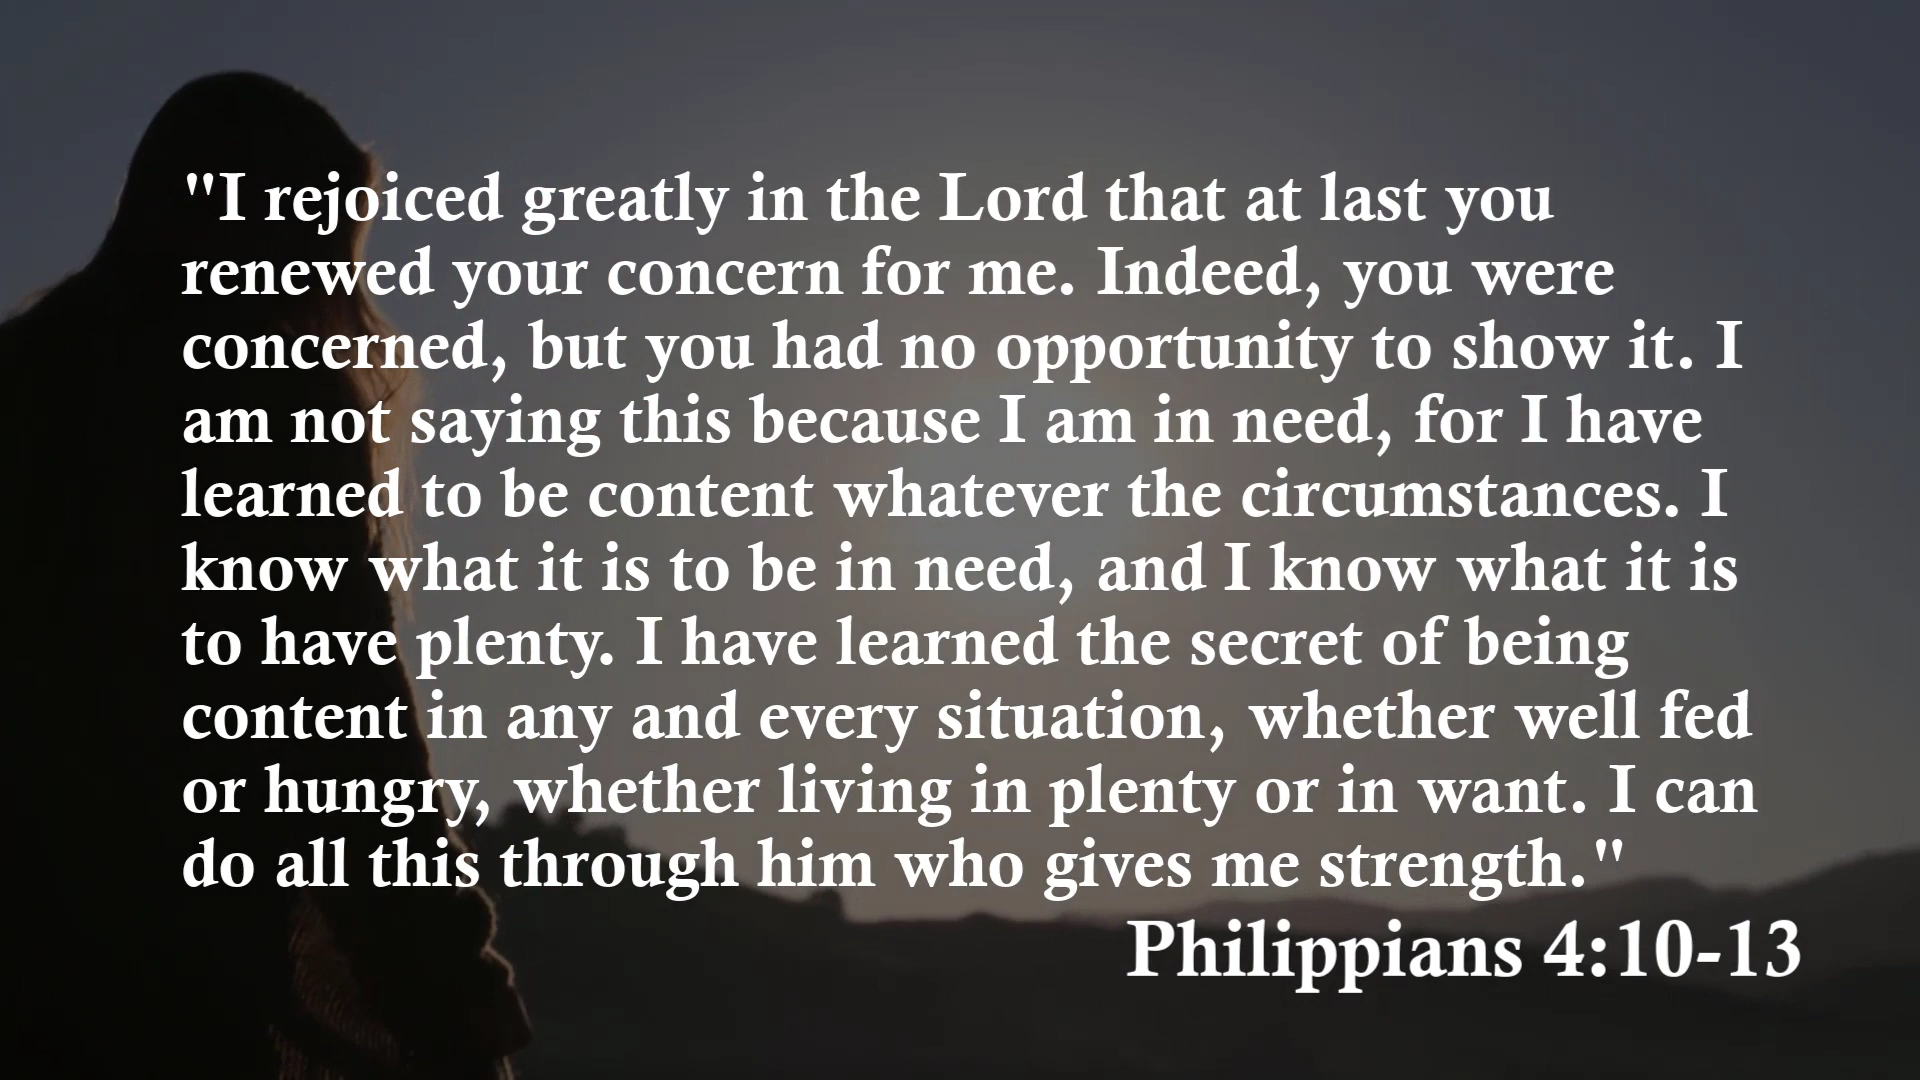 "I rejoiced greatly in the Lord that at last you
renewed your concern for me. Indeed, you were
concerned, but you had no opportunity to show it. I
am not saying this because I am in need, for I have
learned to be content whatever the circumstances. I
know what it is to be in need, and I know what it is
to have plenty. I have learned the secret of being
content in any and every situation, whether well fed
or hungry, whether living in plenty or in want. I can
do all this through him who gives me strength."
Philippians 4:10-13